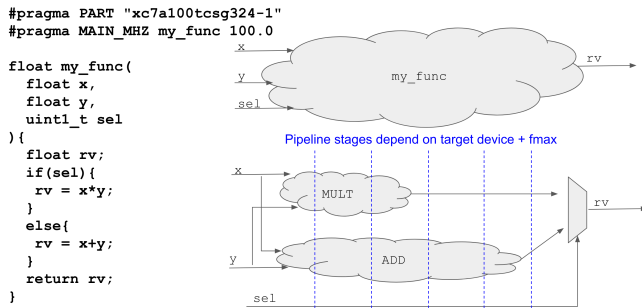 #pragma PART "xc7a100tcsg324-1"
#pragma MAIN_MHZ my_func 100.0
float my_func(
float x,
float y,
uint1_t sel
){
float rv;
if(sel){
rv = x*y;
}
else{
rv = x+y;
}
return rv;
}
x
y
sel
my_func
rv
Pipeline stages depend on target device + fmax
x
MULT
rv
y
ADD
sel